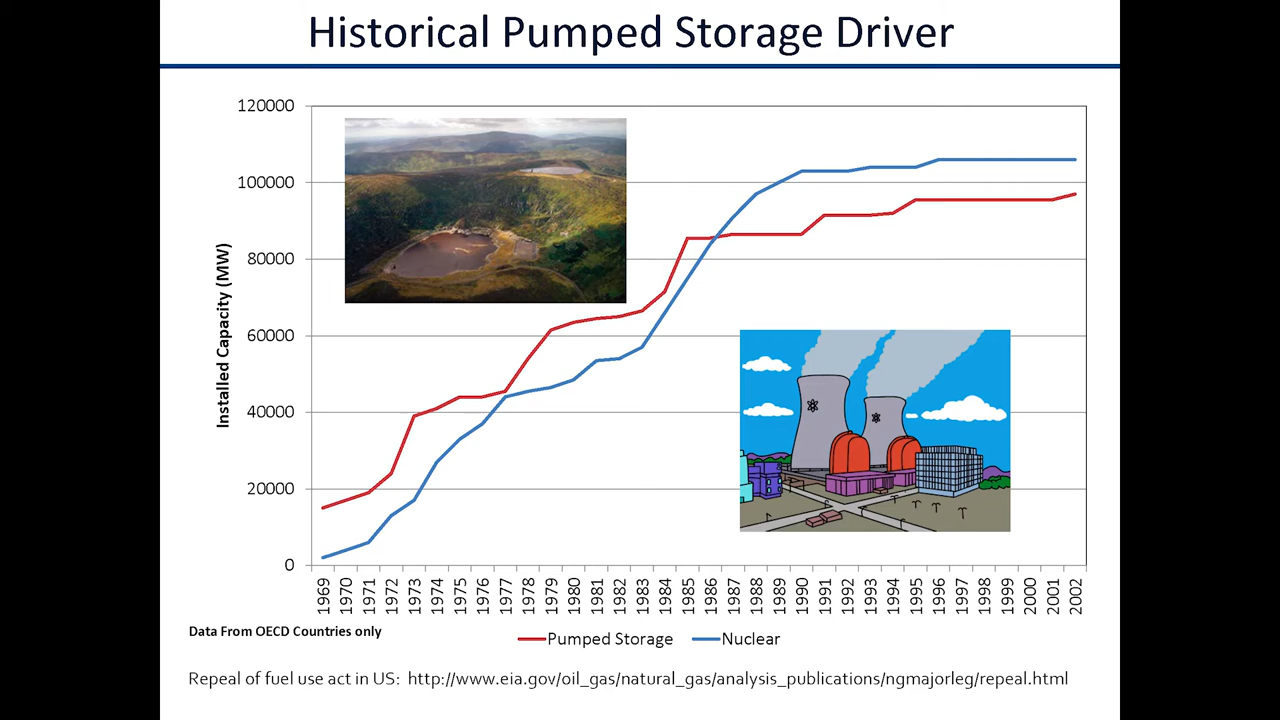 Historical Pumped Storage Driver
120000
100000
80000
60000
40000
20000
0
Installed Capacity (MW)
1969 1970 1971 1972 1973 1974 1975 1976 1977 1978 1979 1980 1981 1982 1983 1984 1985 1986 1987 1988 1989 1990 1991 1992 1993 1994 1995 1996 1997 1998 1999 2000 2001 2002
Data From OECD Countries only
Pumped Storage Nuclear
Repeal of fuel use act in US: http://www.eia.gov/oil_gas/natural_gas/analysis_publications/ngmajorleg/repeal.html